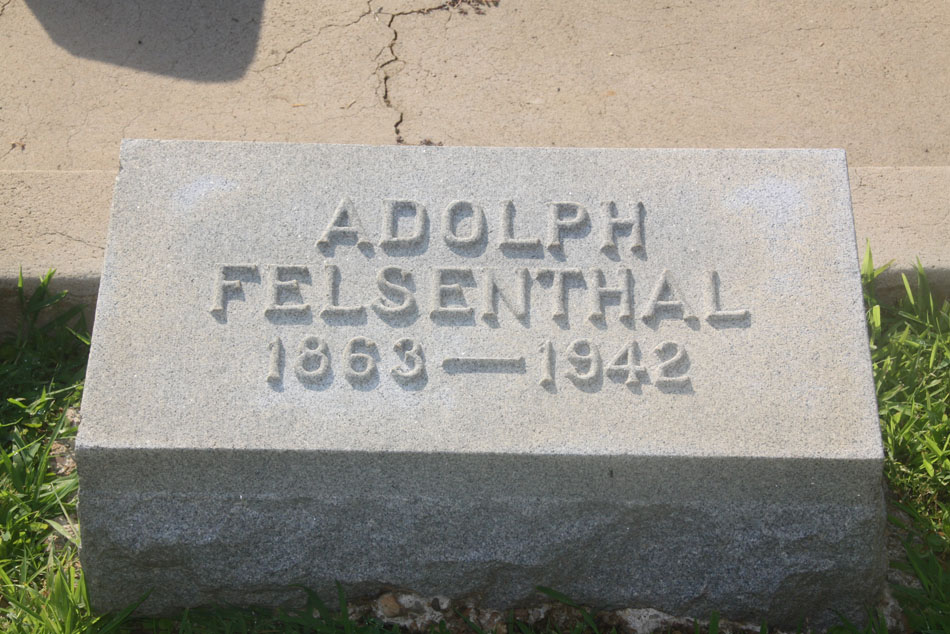 ADOLPH
FELSENTHAL
1863 — 1942